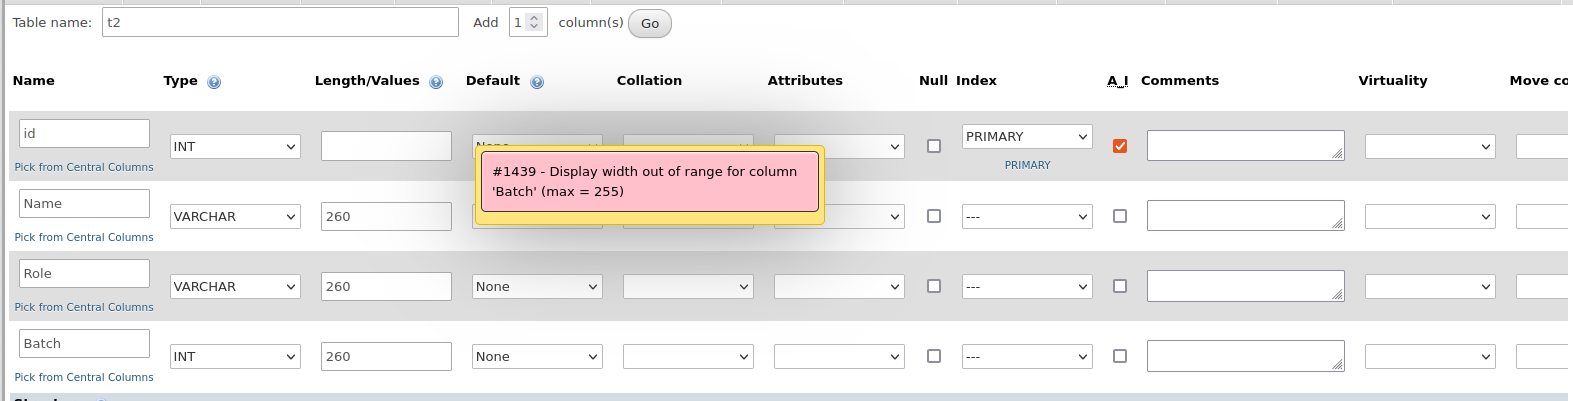 Table name: t2 Add 1 column(s) Go
Name Type Length/Values Default Collation Attributes Null Index A_I Comments Virtuality Move co
id INT None PRIMARY
Pick from Central Columns PRIMARY
#1439 - Display width out of range for column
'Batch' (max = 255)
Name VARCHAR 260 ---
Pick from Central Columns
Role VARCHAR 260 None ---
Pick from Central Columns
Batch INT 260 None ---
Pick from Central Columns